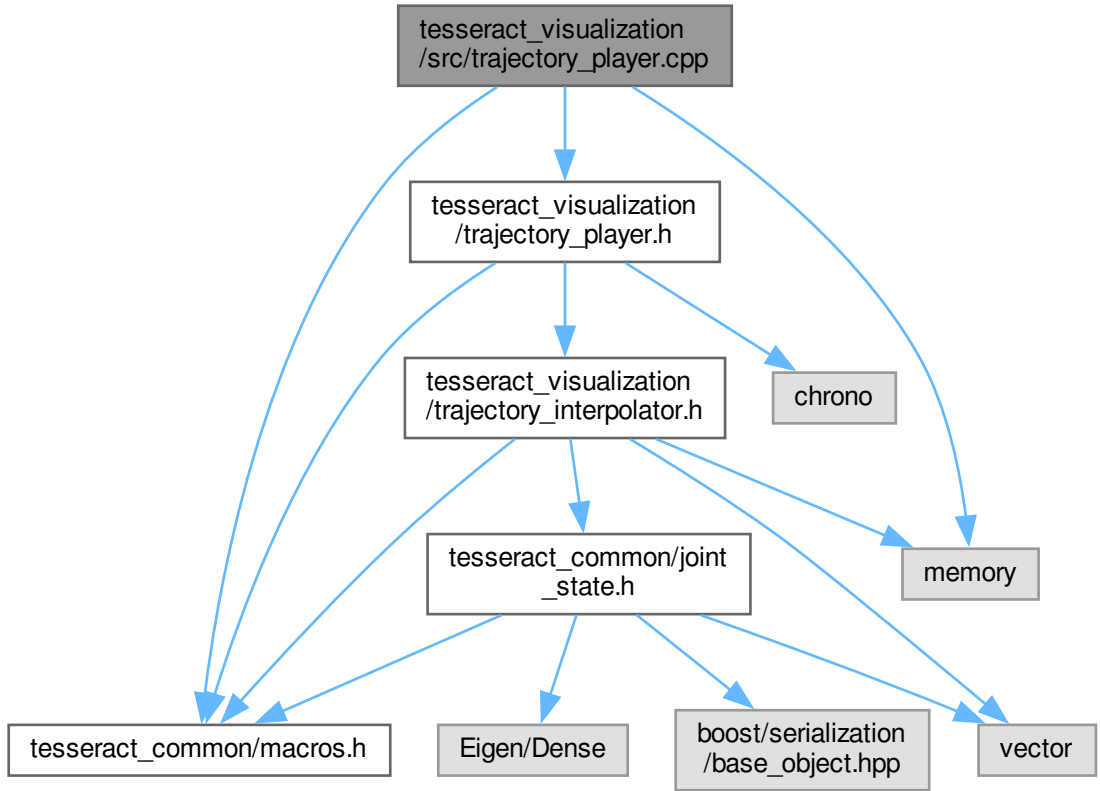 tesseract_visualization
/src/trajectory_player.cpp
tesseract_visualization
/trajectory_player.h
tesseract_visualization
/trajectory_interpolator.h
chrono
tesseract_common/joint
_state.h
memory
tesseract_common/macros.h
Eigen/Dense
boost/serialization
/base_object.hpp
vector